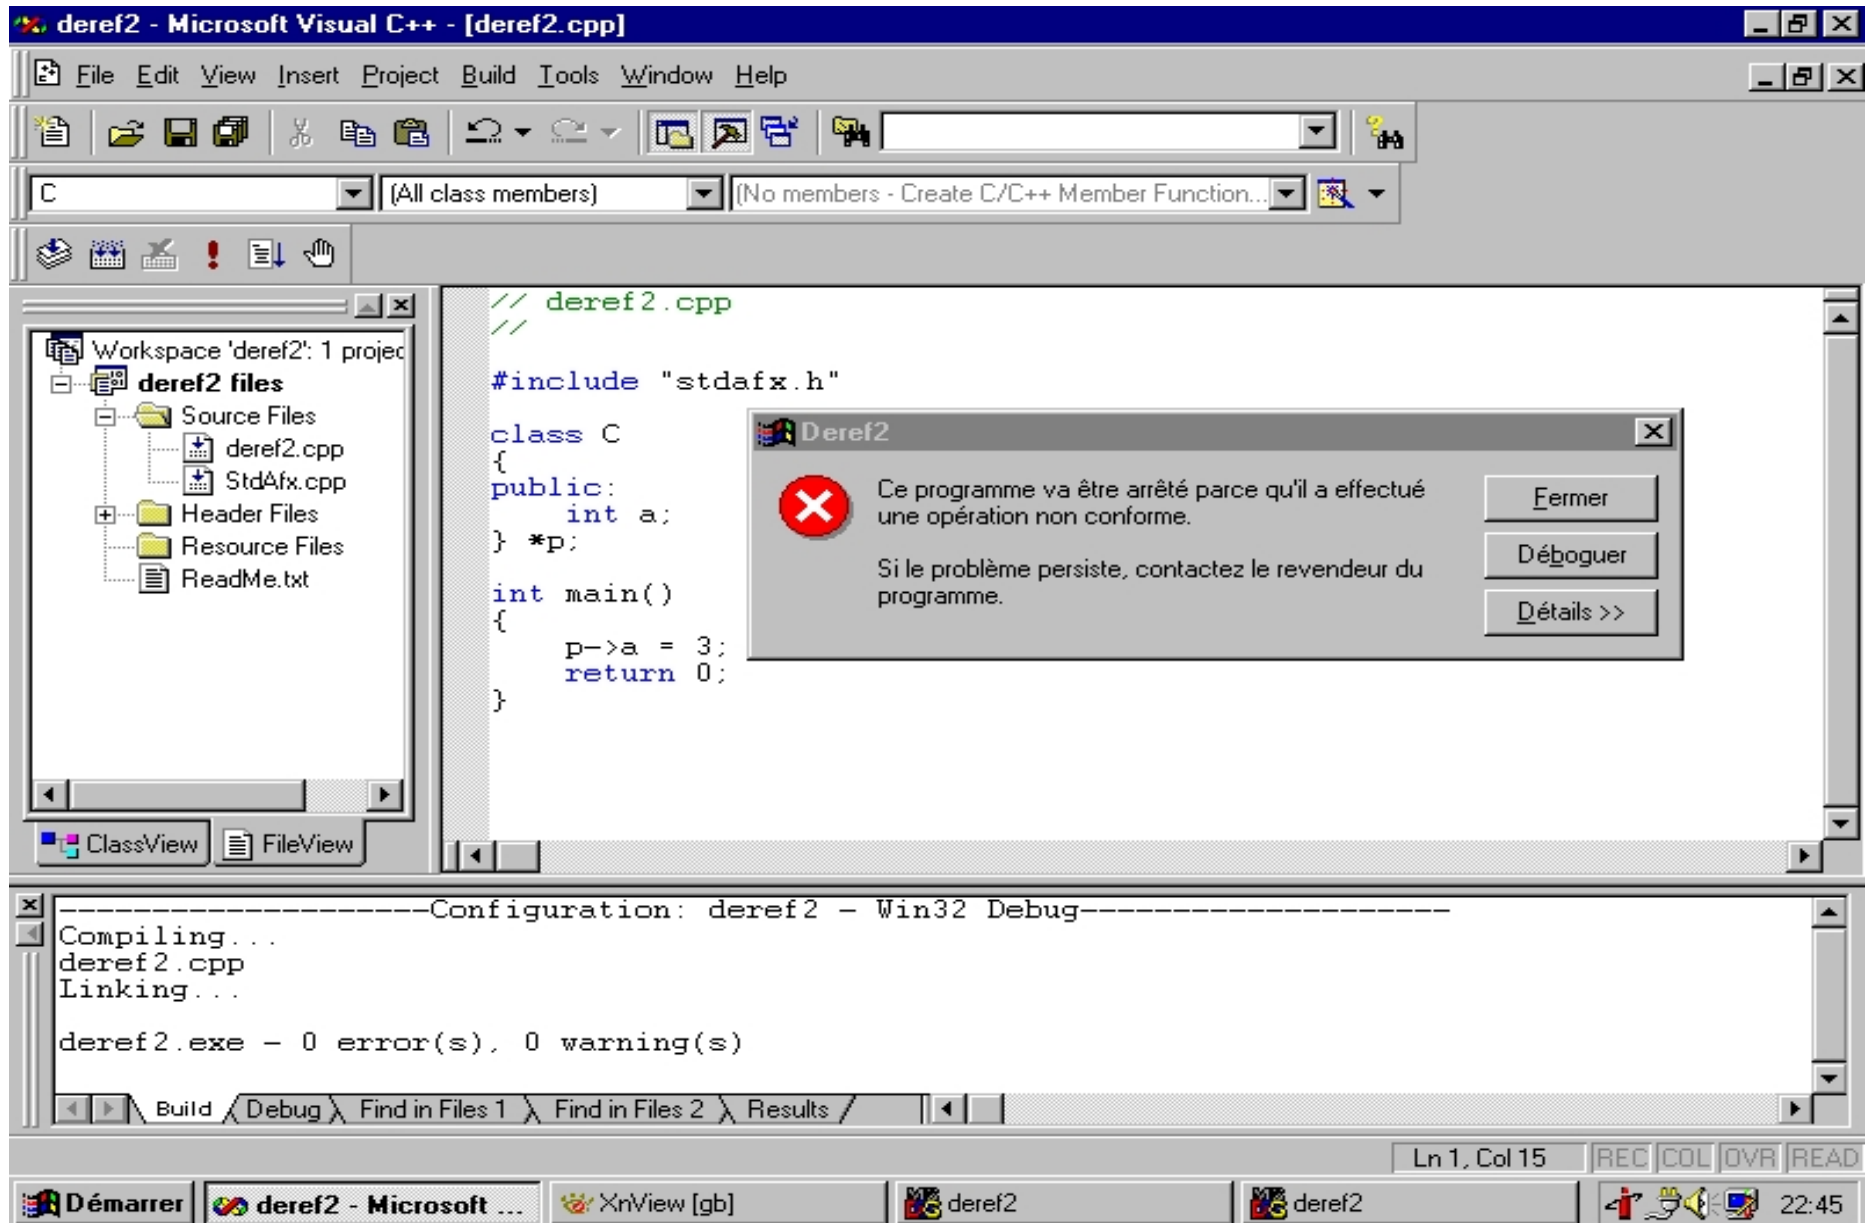 deref2 - Microsoft Visual C++ - [deref2.cpp]
File Edit View Insert Project Build Tools Window Help
C
(All class members)
(No members - Create C/C++ Member Function...
Workspace 'deref2': 1 projec
deref2 files
Source Files
deref2.cpp
StdAfx.cpp
Header Files
Resource Files
ReadMe.txt
ClassView FileView
// deref2.cpp
//
#include "stdafx.h"
class C
{
public:
int a;
} *p;
int main()
{
p->a = 3;
return 0;
}
Deref2
Ce programme va être arrêté parce qu'il a effectué
une opération non conforme.
Si le problème persiste, contactez le revendeur du
programme.
Fermer
Déboguer
Détails >>
--------------------Configuration: deref2 - Win32 Debug--------------------
Compiling...
deref2.cpp
Linking...
deref2.exe - 0 error(s), 0 warning(s)
Build Debug Find in Files 1 Find in Files 2 Results
Ln 1, Col 15 REC COL OVR READ
Démarrer deref2 - Microsoft ... XnView [gb] deref2 deref2 22:45